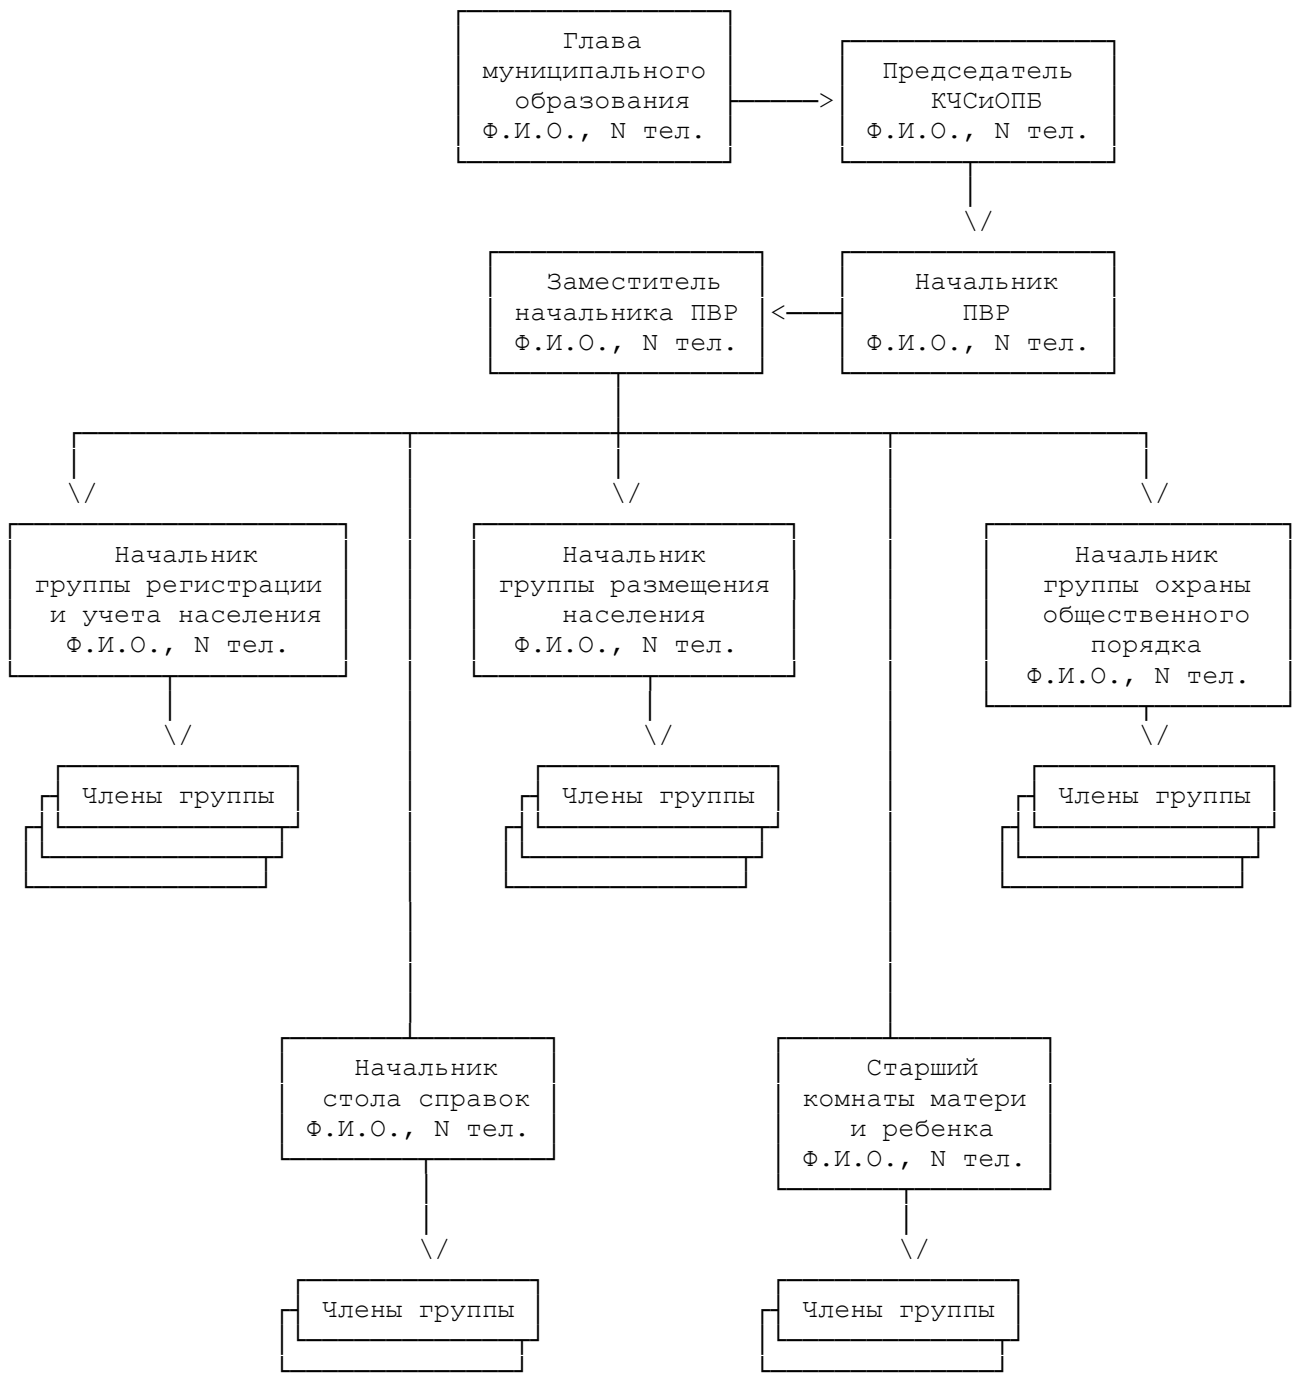 Глава
муниципального
образования
Ф.И.О., N тел.
Председатель
КЧСиОПБ
Ф.И.О., N тел.
Заместитель
начальника ПВР
Ф.И.О., N тел.
Начальник
ПВР
Ф.И.О., N тел.
Начальник
группы регистрации
и учета населения
Ф.И.О., N тел.
Начальник
группы размещения
населения
Ф.И.О., N тел.
Начальник
группы охраны
общественного
порядка
Ф.И.О., N тел.
Члены группы
Члены группы
Члены группы
Начальник
стола справок
Ф.И.О., N тел.
Старший
комнаты матери
и ребенка
Ф.И.О., N тел.
Члены группы
Члены группы